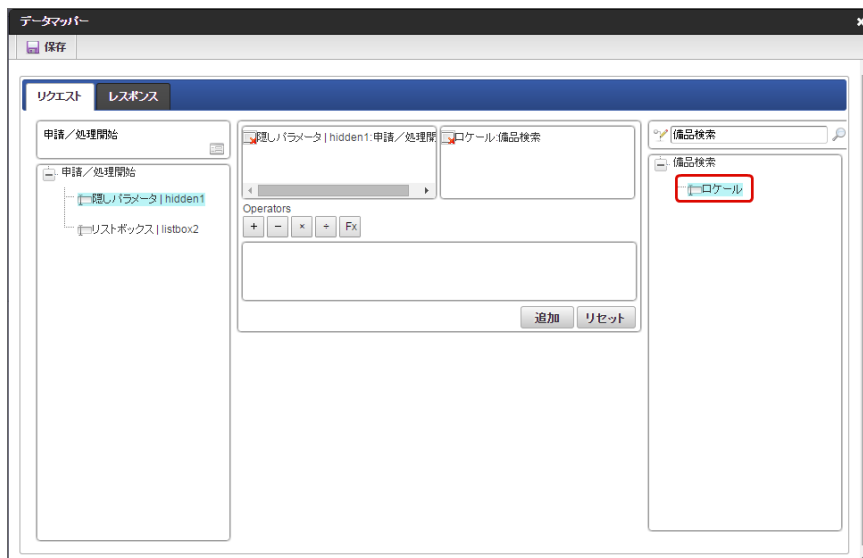 データマッパー
保存
リクエスト レスポンス
申請／処理開始
申請／処理開始
隠しパラメータ | hidden1
リストボックス | listbox2
隠しパラメータ | hidden1:申請／処理開
ロケール:備品検索
Operators
+ − × ÷ Fx
追加 リセット
備品検索
備品検索
ロケール